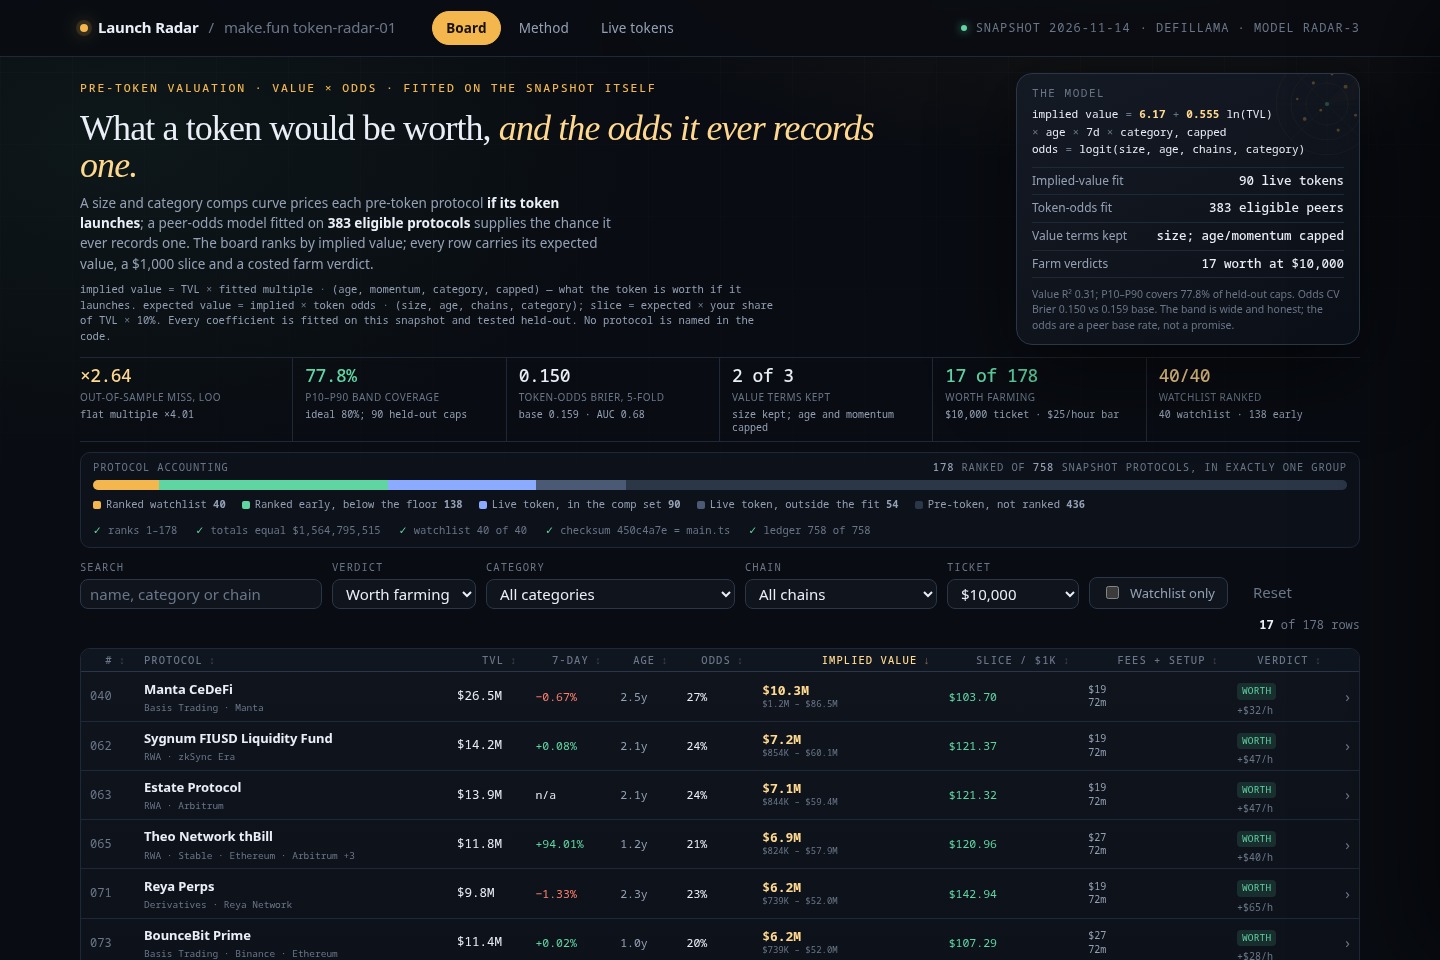 Launch Radar / make.fun token-radar-01 Board Method Live tokens SNAPSHOT 2026-11-14 · DEFILLAMA · MODEL RADAR-3
PRE-TOKEN VALUATION · VALUE × ODDS · FITTED ON THE SNAPSHOT ITSELF
What a token would be worth, and the odds it ever records
one.
A size and category comps curve prices each pre-token protocol if its token
launches; a peer-odds model fitted on 383 eligible protocols supplies the chance it
ever records one. The board ranks by implied value; every row carries its expected
value, a $1,000 slice and a costed farm verdict.
implied value = TVL × fitted multiple · (age, momentum, category, capped) — what the token is worth if it
launches. expected value = implied × token odds · (size, age, chains, category); slice = expected × your share
of TVL × 10%. Every coefficient is fitted on this snapshot and tested held-out. No protocol is named in the
code.
THE MODEL
implied value = 6.17 + 0.555 ln(TVL)
× age × 7d × category, capped
odds = logit(size, age, chains, category)
Implied-value fit 90 live tokens
Token-odds fit 383 eligible peers
Value terms kept size; age/momentum capped
Farm verdicts 17 worth at $10,000
Value R² 0.31; P10–P90 covers 77.8% of held-out caps. Odds CV
Brier 0.150 vs 0.159 base. The band is wide and honest; the
odds are a peer base rate, not a promise.
×2.64
OUT-OF-SAMPLE MISS, LOO
flat multiple ×4.01
77.8%
P10–P90 BAND COVERAGE
ideal 80%; 90 held-out caps
0.150
TOKEN-ODDS BRIER, 5-FOLD
base 0.159 · AUC 0.68
2 of 3
VALUE TERMS KEPT
size kept; age and momentum
capped
17 of 178
WORTH FARMING
$10,000 ticket · $25/hour bar
40/40
WATCHLIST RANKED
40 watchlist · 138 early
PROTOCOL ACCOUNTING 178 RANKED OF 758 SNAPSHOT PROTOCOLS, IN EXACTLY ONE GROUP
Ranked watchlist 40 Ranked early, below the floor 138 Live token, in the comp set 90 Live token, outside the fit 54 Pre-token, not ranked 436
✓ ranks 1–178 ✓ totals equal $1,564,795,515 ✓ watchlist 40 of 40 ✓ checksum 450c4a7e = main.ts ✓ ledger 758 of 758
SEARCH VERDICT CATEGORY CHAIN TICKET
name, category or chain Worth farming All categories All chains $10,000 Watchlist only Reset
17 of 178 rows
# ↕ PROTOCOL ↕ TVL ↕ 7-DAY ↕ AGE ↕ ODDS ↕ IMPLIED VALUE ↓ SLICE / $1K ↕ FEES + SETUP ↕ VERDICT ↕
040 Manta CeDeFi $26.5M −0.67% 2.5y 27% $10.3M $103.70 $19 WORTH ›
Basis Trading · Manta $1.2M – $86.5M 72m +$32/h
062 Sygnum FIUSD Liquidity Fund $14.2M +0.08% 2.1y 24% $7.2M $121.37 $19 WORTH ›
RWA · zkSync Era $854K – $60.1M 72m +$47/h
063 Estate Protocol $13.9M n/a 2.1y 24% $7.1M $121.32 $19 WORTH ›
RWA · Arbitrum $844K – $59.4M 72m +$47/h
065 Theo Network thBill $11.8M +94.01% 1.2y 21% $6.9M $120.96 $27 WORTH ›
RWA · Stable · Ethereum · Arbitrum +3 $824K – $57.9M 72m +$40/h
071 Reya Perps $9.8M −1.33% 2.3y 23% $6.2M $142.94 $19 WORTH ›
Derivatives · Reya Network $739K – $52.0M 72m +$65/h
073 BounceBit Prime $11.4M +0.02% 1.0y 20% $6.2M $107.29 $27 WORTH ›
Basis Trading · Binance · Ethereum $739K – $52.0M 72m +$28/h